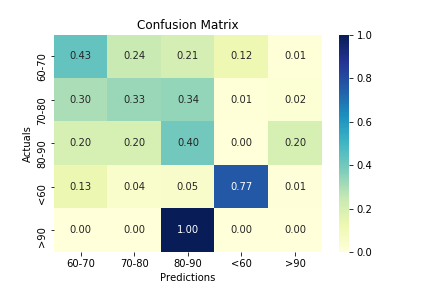 Confusion Matrix
Actuals
60-70 0.43 0.24 0.21 0.12 0.01
70-80 0.30 0.33 0.34 0.01 0.02
80-90 0.20 0.20 0.40 0.00 0.20
<60 0.13 0.04 0.05 0.77 0.01
>90 0.00 0.00 1.00 0.00 0.00
60-70 70-80 80-90 <60 >90
Predictions
1.0
0.8
0.6
0.4
0.2
0.0